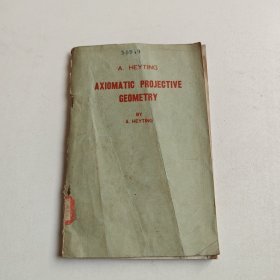 A. HEYTING
AXIOMATIC PROJECTIVE
GEOMETRY
BY
S. HEYTING